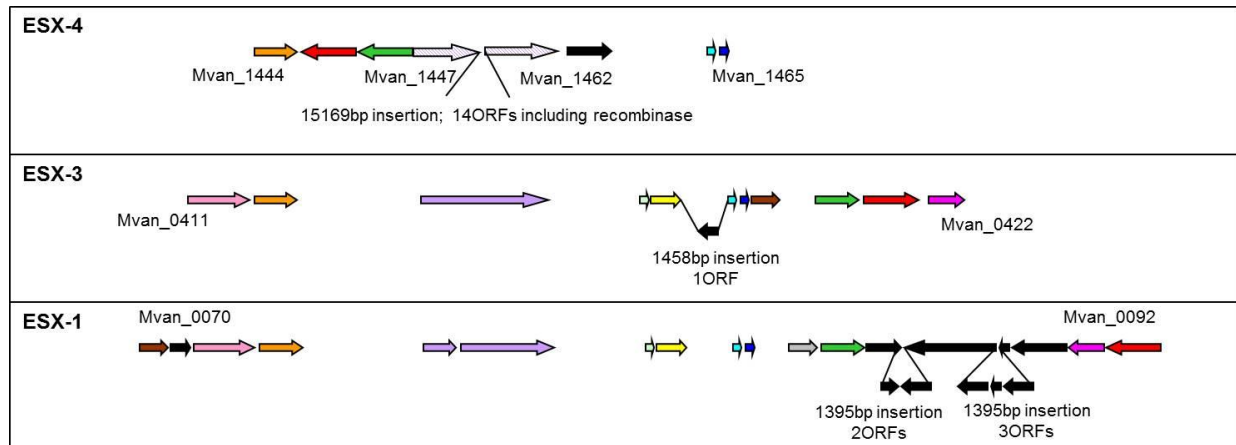 ESX-4
Mvan_1444
Mvan_1447
Mvan_1462
Mvan_1465
15169bp insertion; 14ORFs including recombinase
ESX-3
Mvan_0411
Mvan_0422
1458bp insertion
1ORF
ESX-1
Mvan_0070
Mvan_0092
1395bp insertion
2ORFs
1395bp insertion
3ORFs